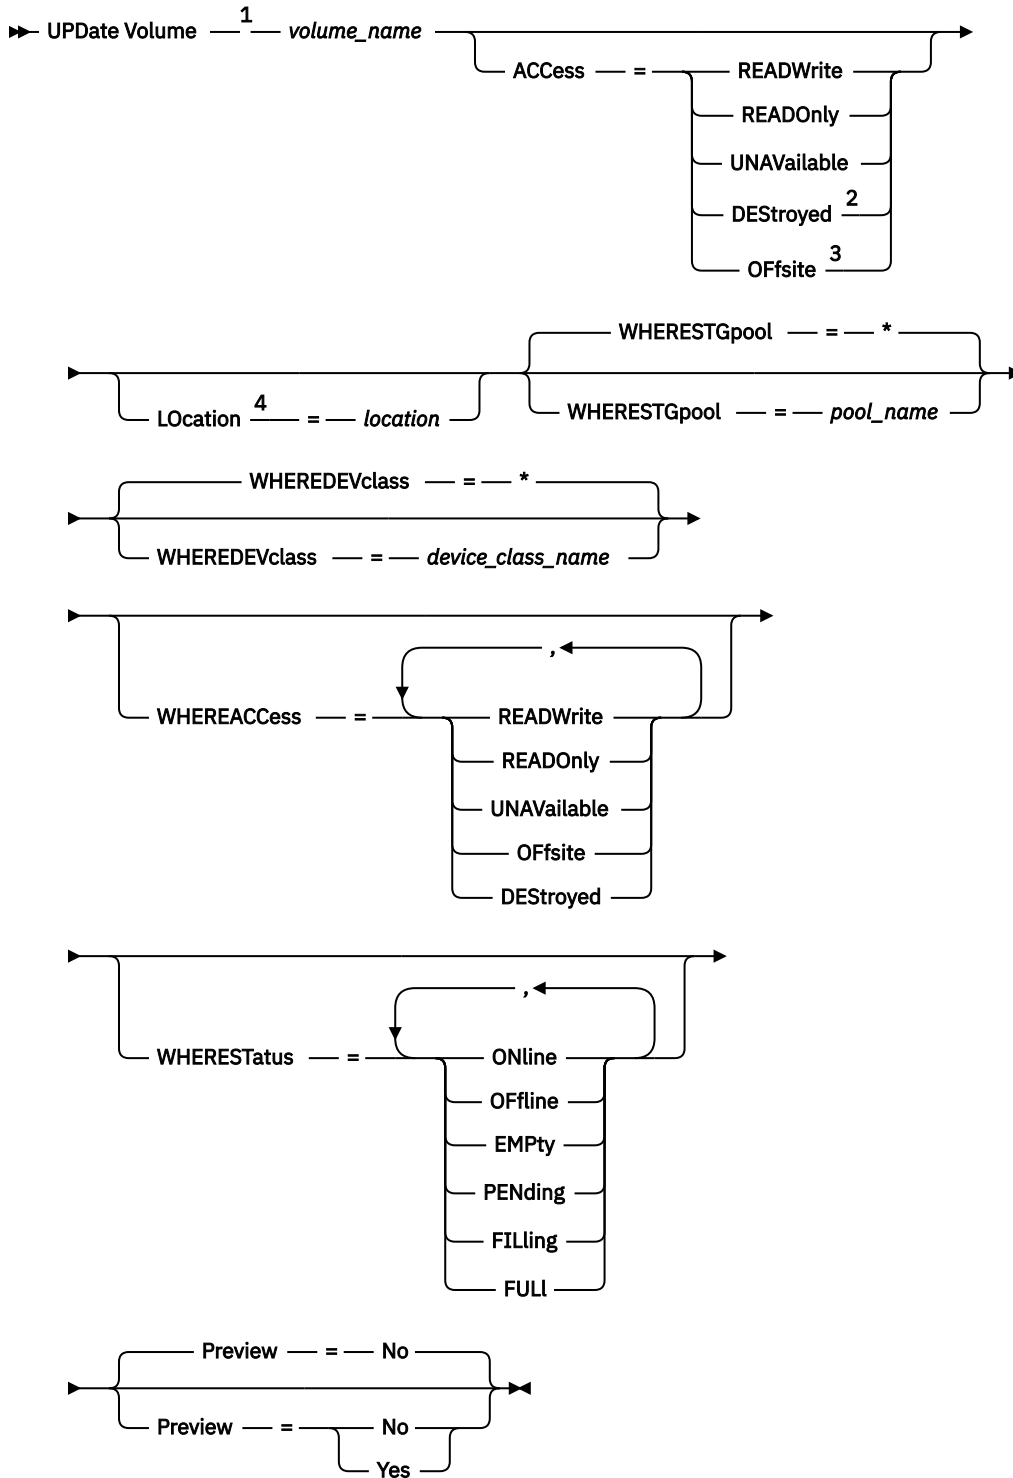 UPDate Volume 1 volume_name
ACCess = READWrite
READOnly
UNAVailable
DEStroyed 2
OFfsite 3
WHERESTGpool = *
LOcation 4 = location
WHERESTGpool = pool_name
WHEREDEVclass = *
WHEREDEVclass = device_class_name
,
WHEREACCess = READWrite
READOnly
UNAVailable
OFfsite
DEStroyed
,
WHERESTatus = ONline
OFfline
EMPty
PENding
FILling
FULl
Preview = No
Preview = No
Yes